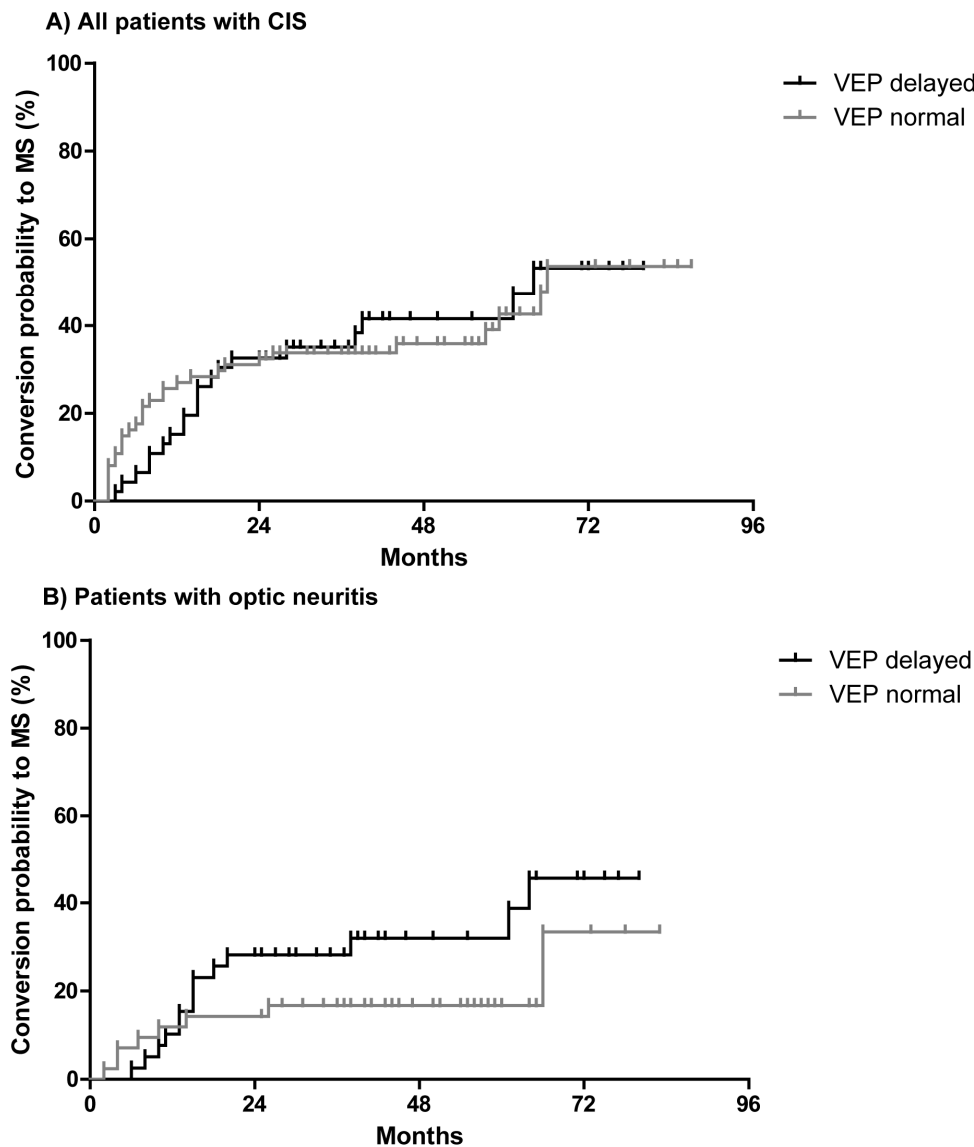 A) All patients with CIS
100
80
60
40
20
0
Conversion probability to MS (%)
0 24 48 72 96
Months
VEP delayed
VEP normal
B) Patients with optic neuritis
100
80
60
40
20
0
Conversion probability to MS (%)
0 24 48 72 96
Months
VEP delayed
VEP normal